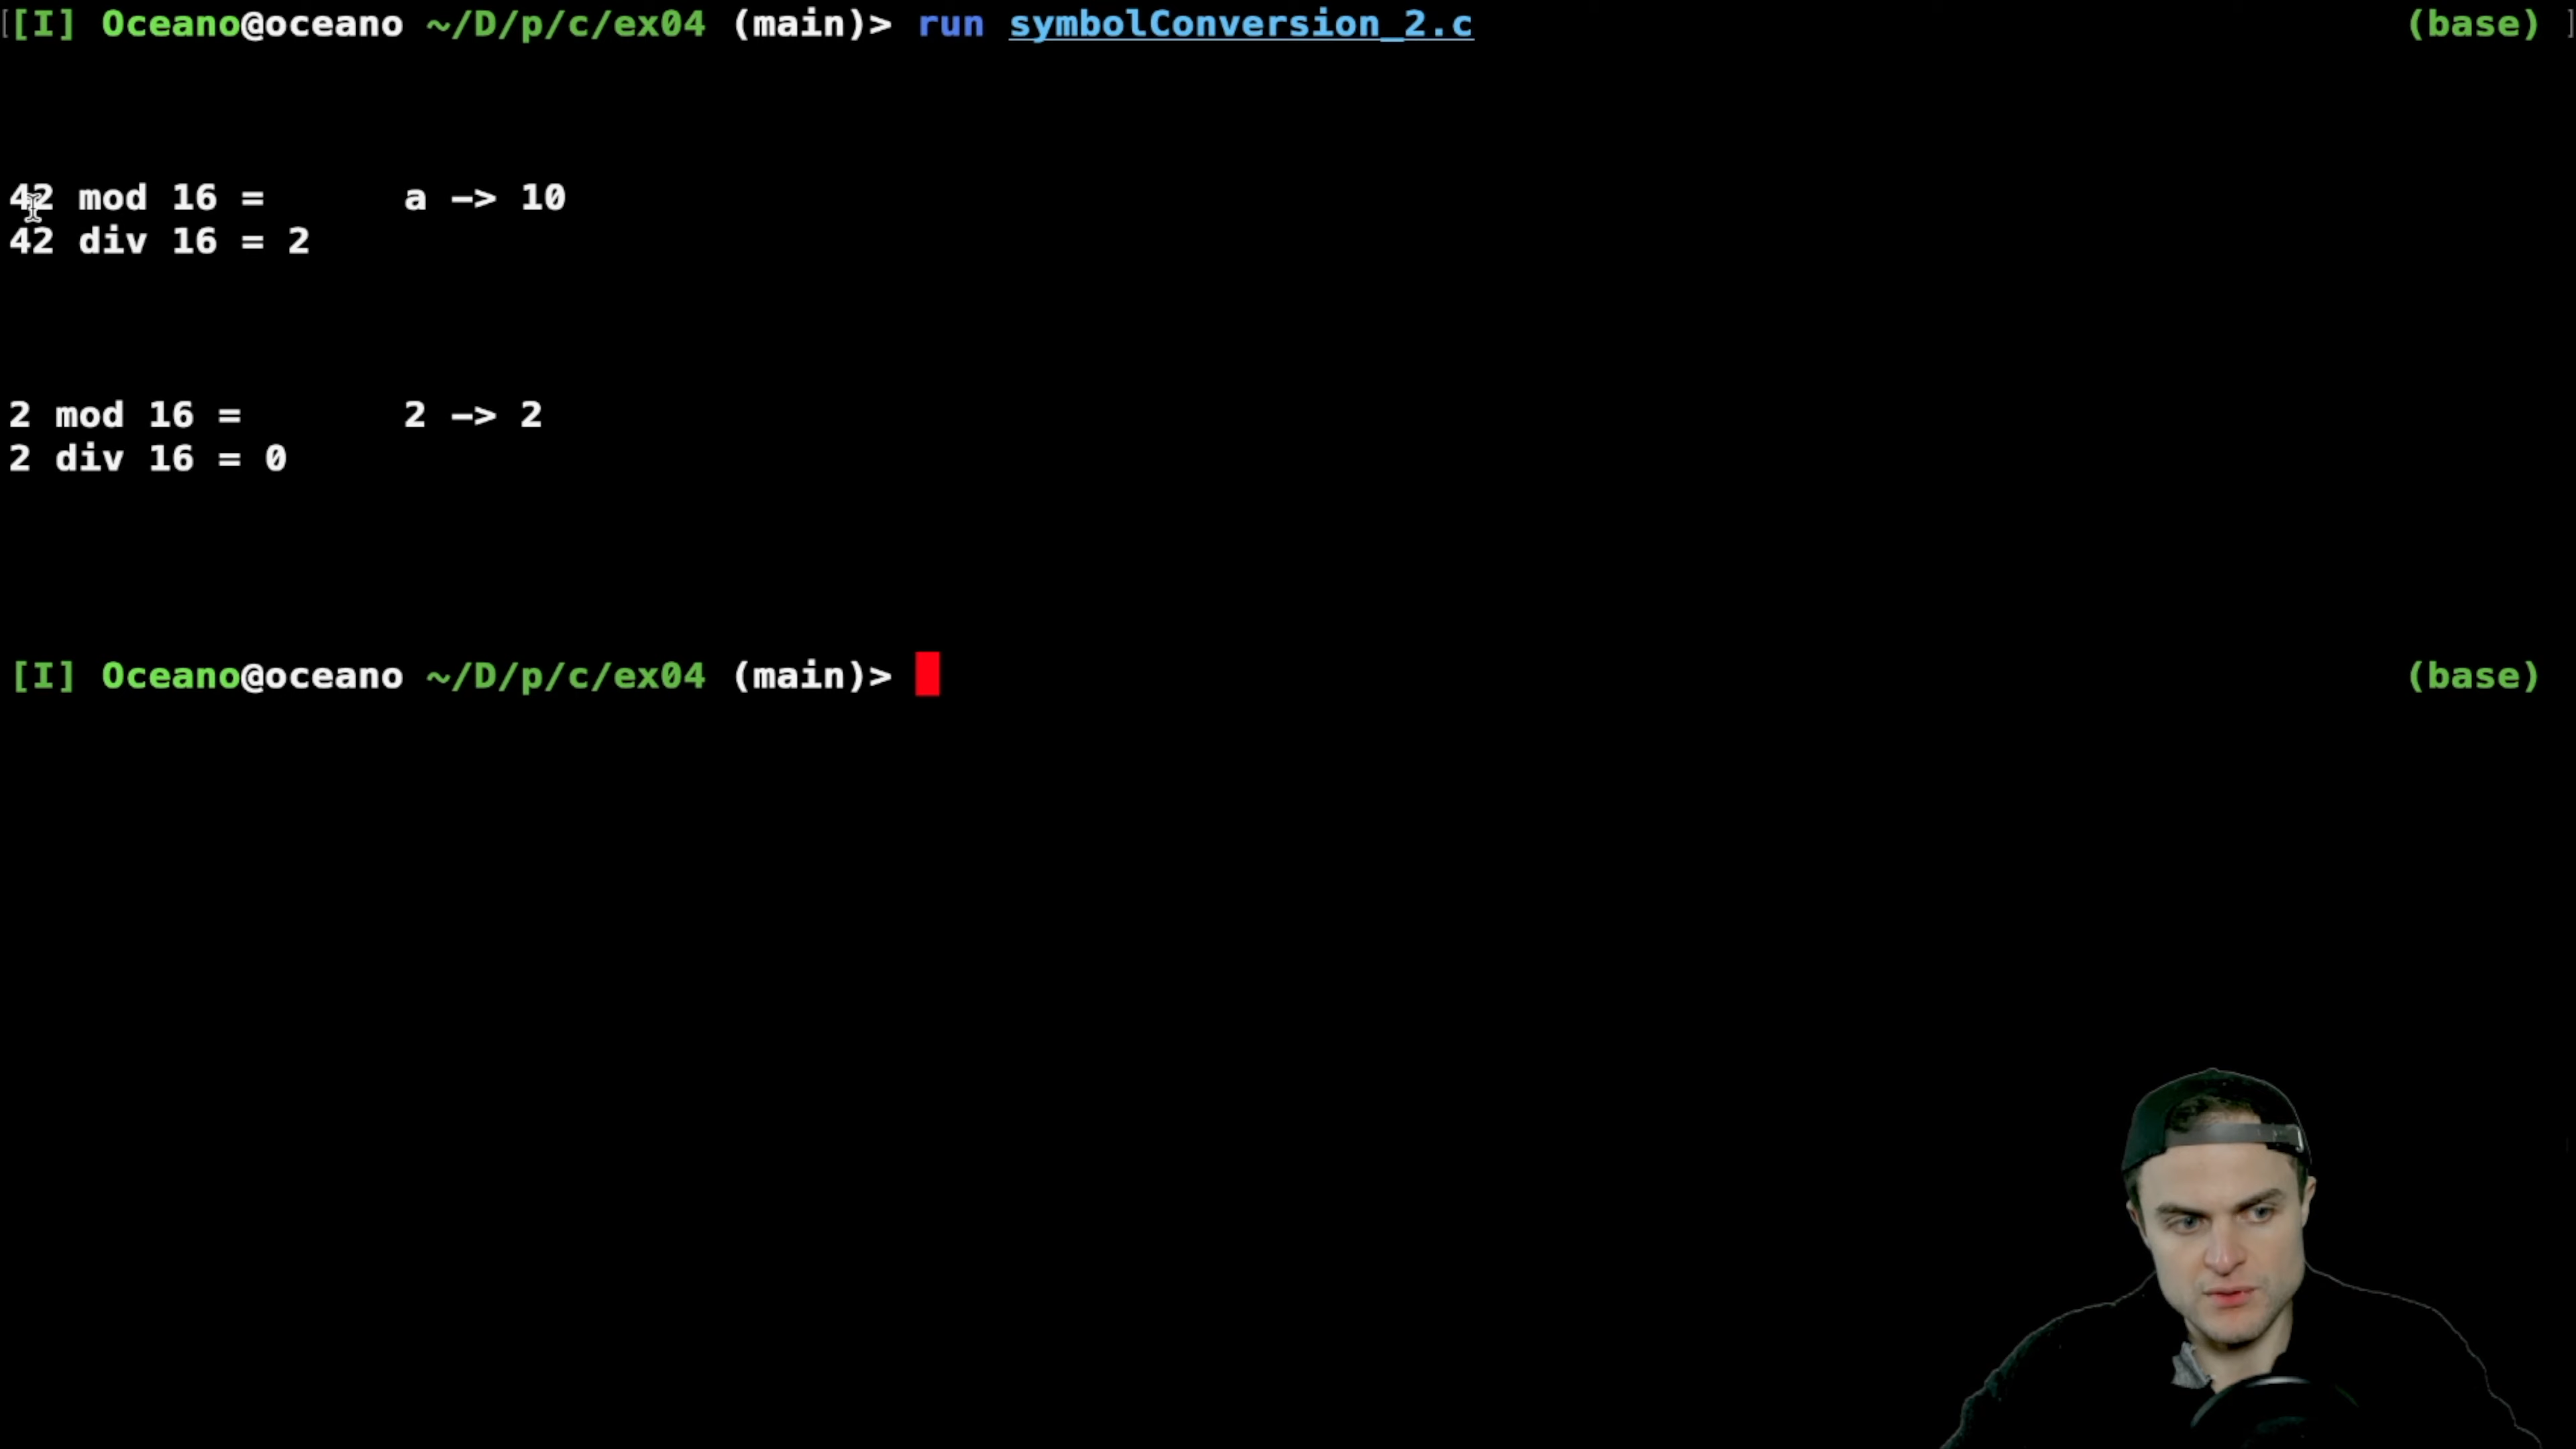 [I] Oceano@oceano ~/D/p/c/ex04 (main)> run symbolConversion_2.c (base)
42 mod 16 = a —> 10
42 div 16 = 2
2 mod 16 = 2 —> 2
2 div 16 = 0
[I] Oceano@oceano ~/D/p/c/ex04 (main)> (base)